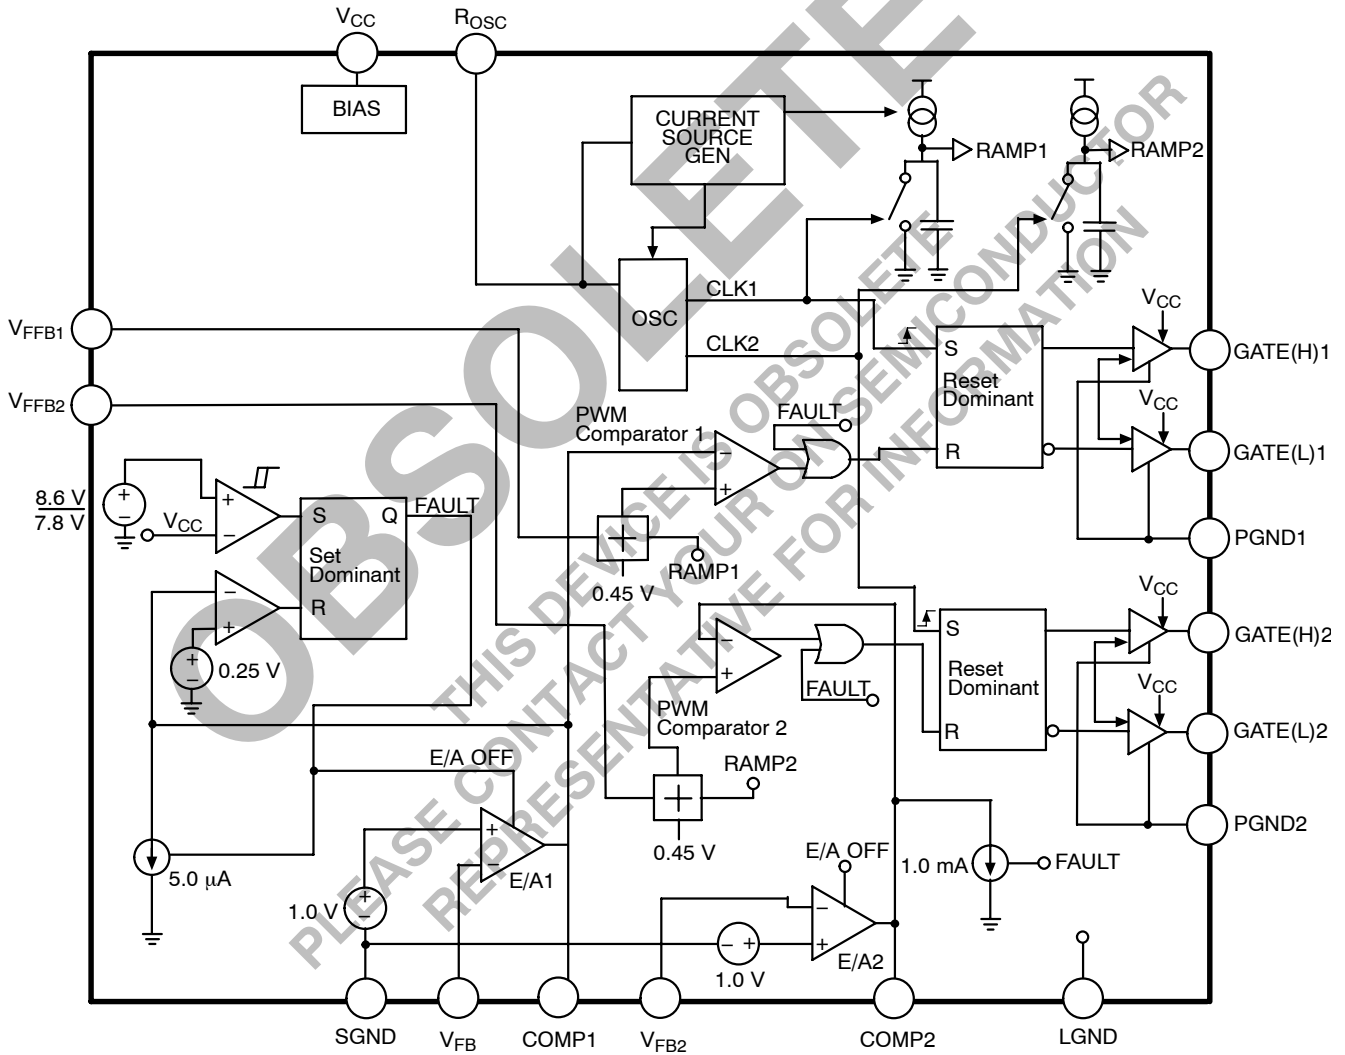 VCC
ROSC
BIAS
CURRENT
SOURCE
GEN
RAMP1
RAMP2
OSC
CLK1
CLK2
VFFB1
VFFB2
VCC
S
Reset
Dominant
R
GATE(H)1
VCC
GATE(L)1
PGND1
PWM
Comparator 1
FAULT
−
+
8.6 V
7.8 V
+
−
VCC
+
−
S
Q
Set
Dominant
R
FAULT
−
+
+
−
0.25 V
+
RAMP1
0.45 V
−
+
PWM
Comparator 2
FAULT
S
Reset
Dominant
R
VCC
GATE(H)2
VCC
GATE(L)2
PGND2
E/A OFF
+
RAMP2
0.45 V
5.0 μA
+
−
E/A1
1.0 V
+
−
− +
1.0 V
E/A OFF
−
+
E/A2
1.0 mA
FAULT
SGND
VFB
COMP1
VFB2
COMP2
LGND
OBSOLETE
THIS DEVICE IS OBSOLETE
PLEASE CONTACT YOUR ON SEMICONDUCTOR
REPRESENTATIVE FOR INFORMATION